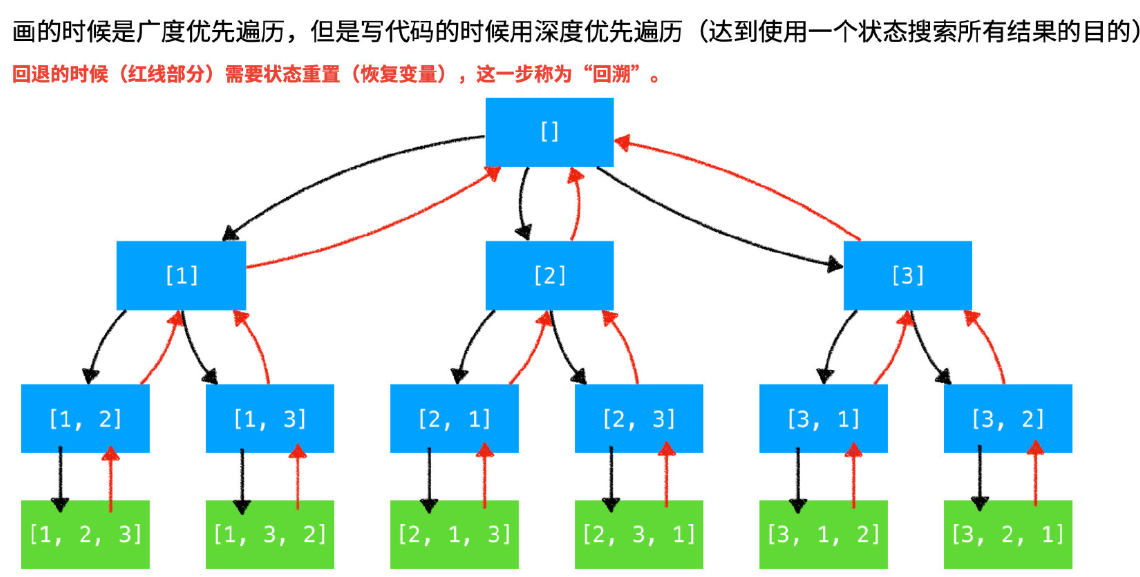 画的时候是广度优先遍历，但是写代码的时候用深度优先遍历（达到使用一个状态搜索所有结果的目的）
回退的时候（红线部分）需要状态重置（恢复变量），这一步称为“回溯”。
[]
[1]
[2]
[3]
[1, 2]
[1, 3]
[2, 1]
[2, 3]
[3, 1]
[3, 2]
[1, 2, 3]
[1, 3, 2]
[2, 1, 3]
[2, 3, 1]
[3, 1, 2]
[3, 2, 1]